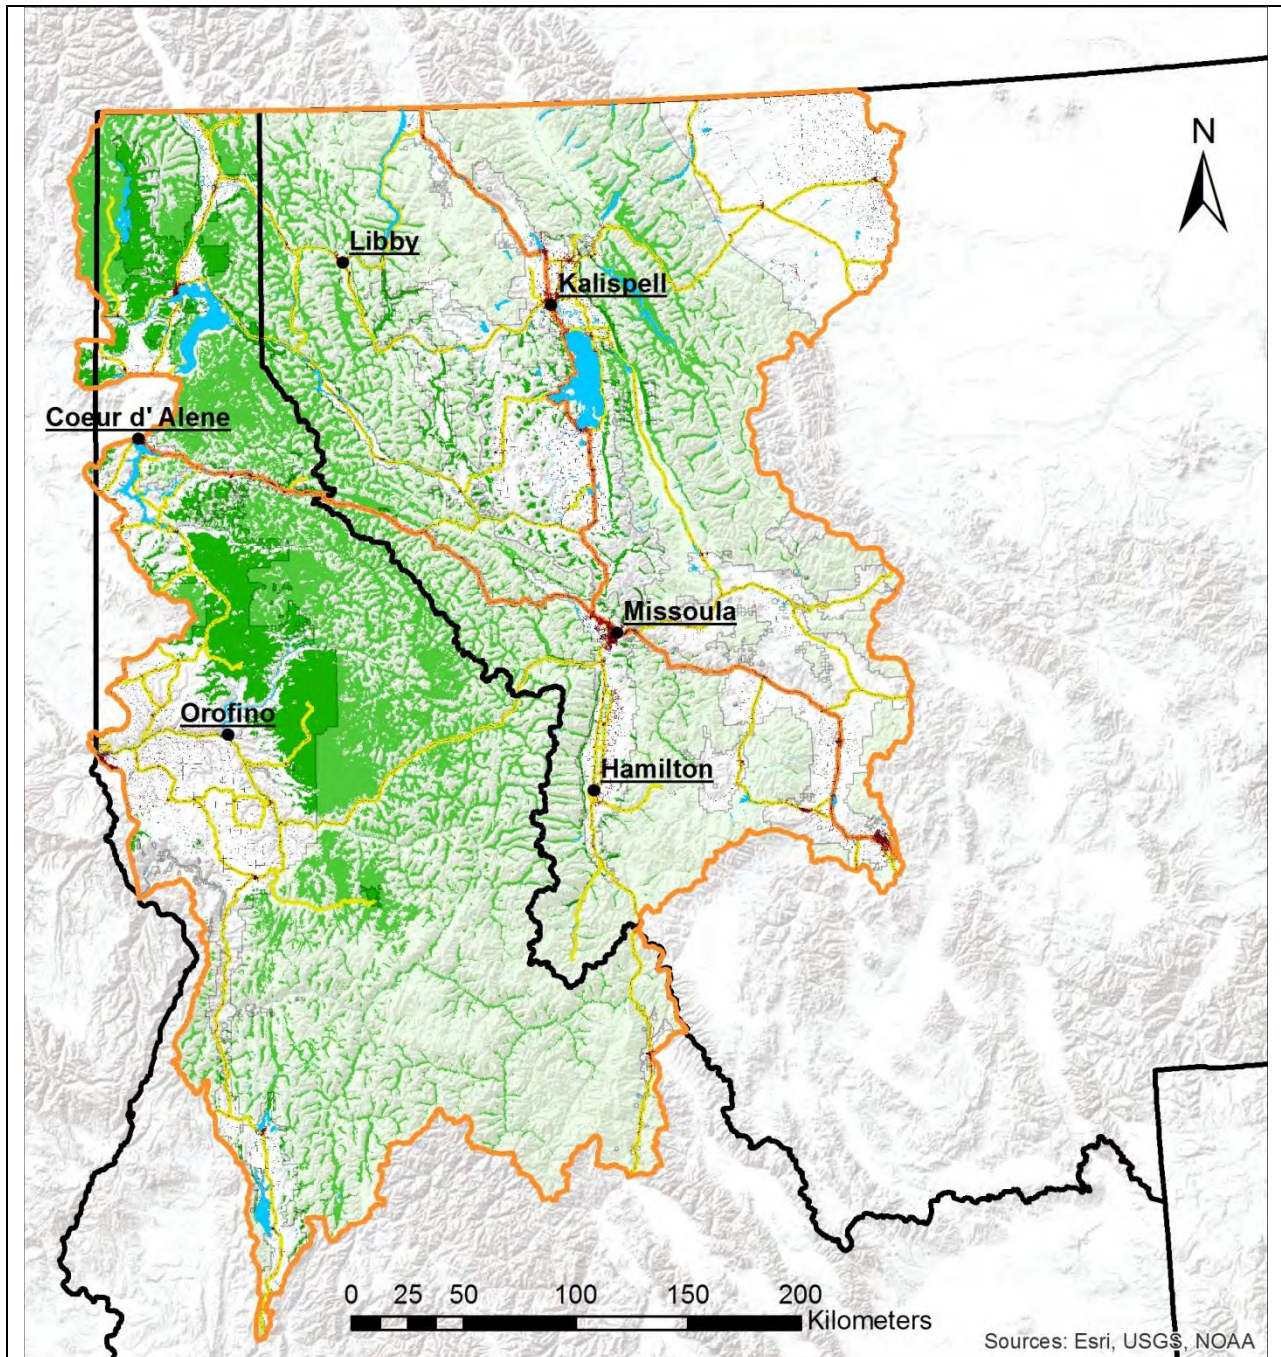 N
Libby
Kalispell
Coeur d' Alene
Missoula
Orofino
Hamilton
0 25 50 100 150 200
Kilometers
Sources: Esri, USGS, NOAA